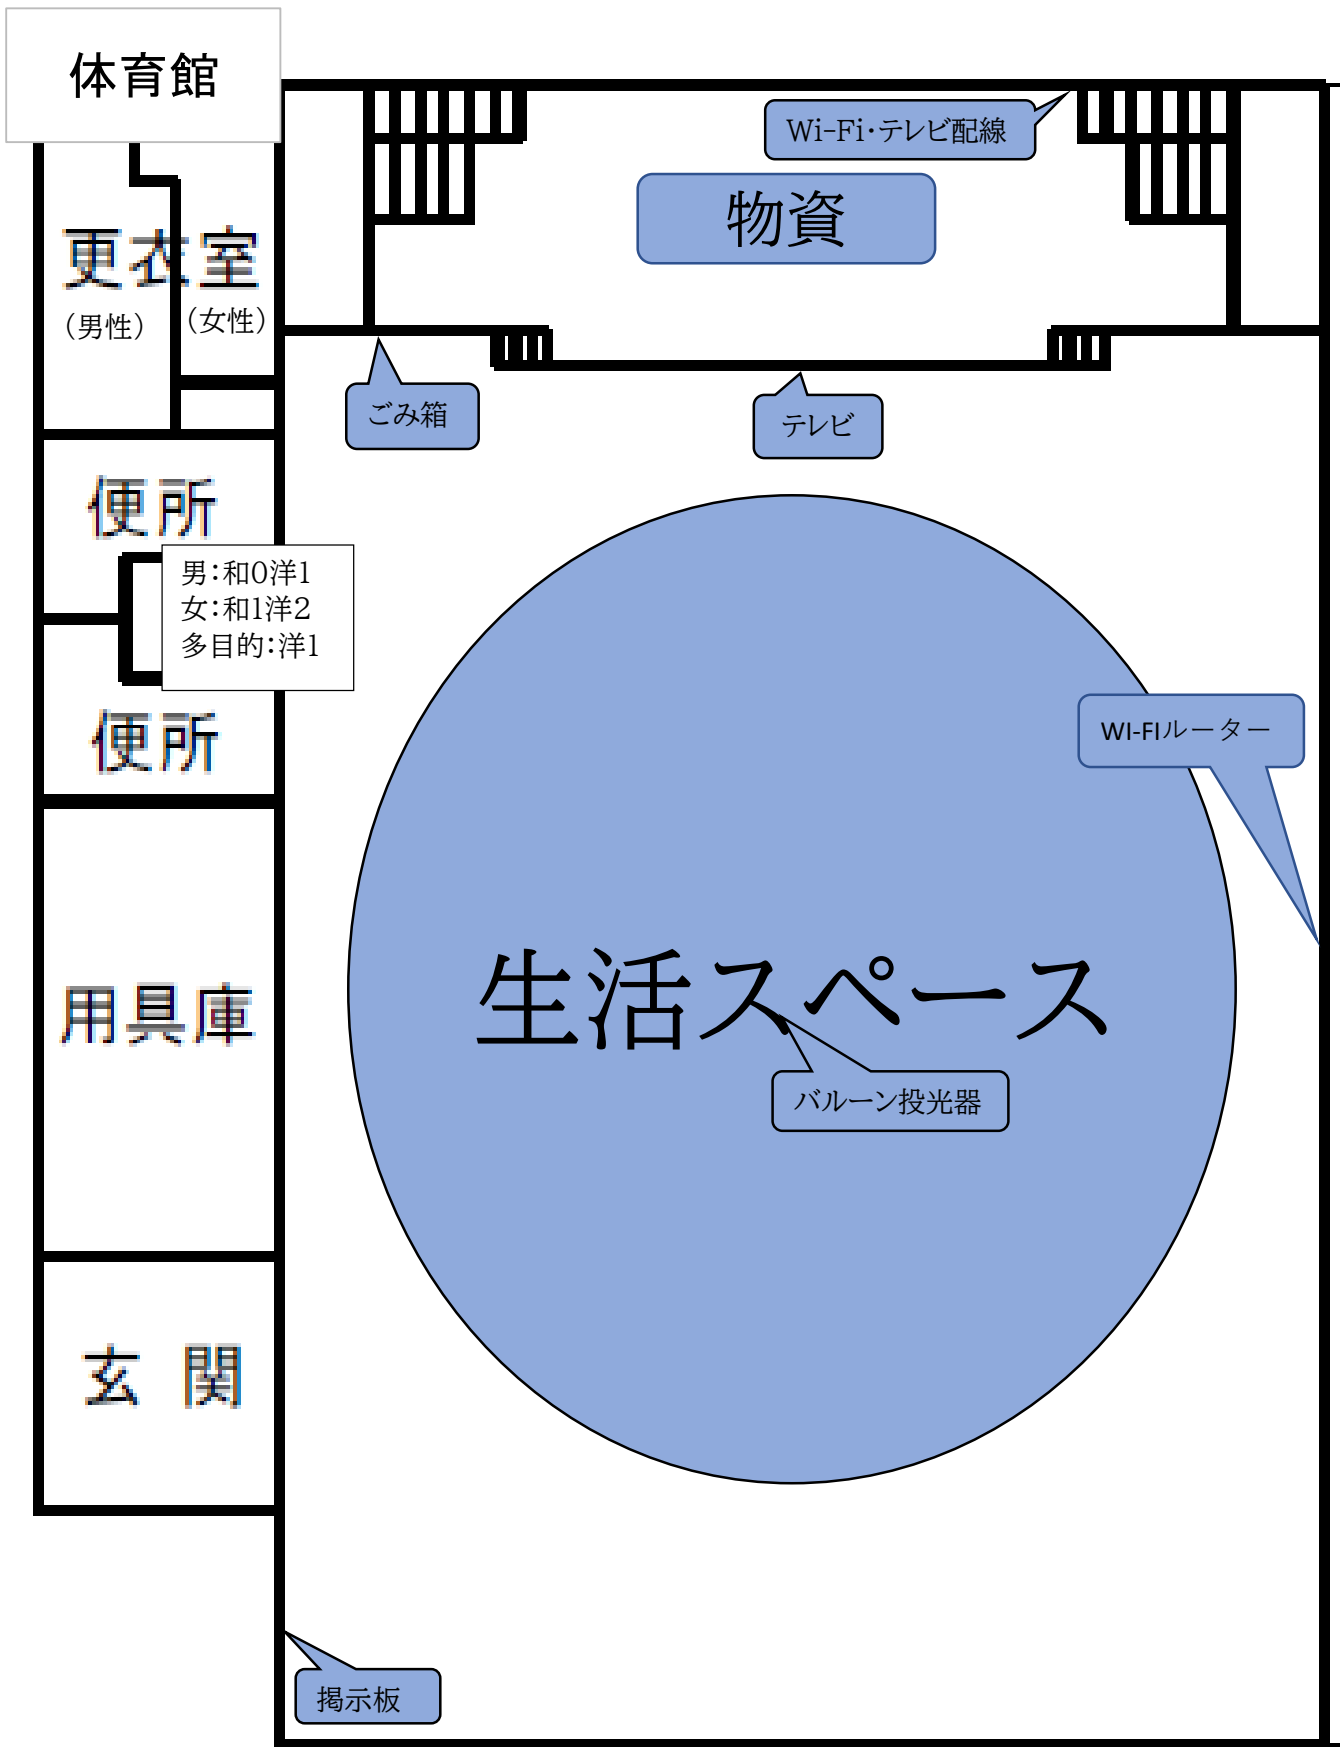 体育館
Wi-Fi・テレビ配線
物資
更衣室
（男性）
（女性）
ごみ箱
テレビ
便所
男：和0洋1
女：和1洋2
多目的：洋1
便所
WI-FIルーター
生活スペース
用具庫
バルーン投光器
玄 関
掲示板